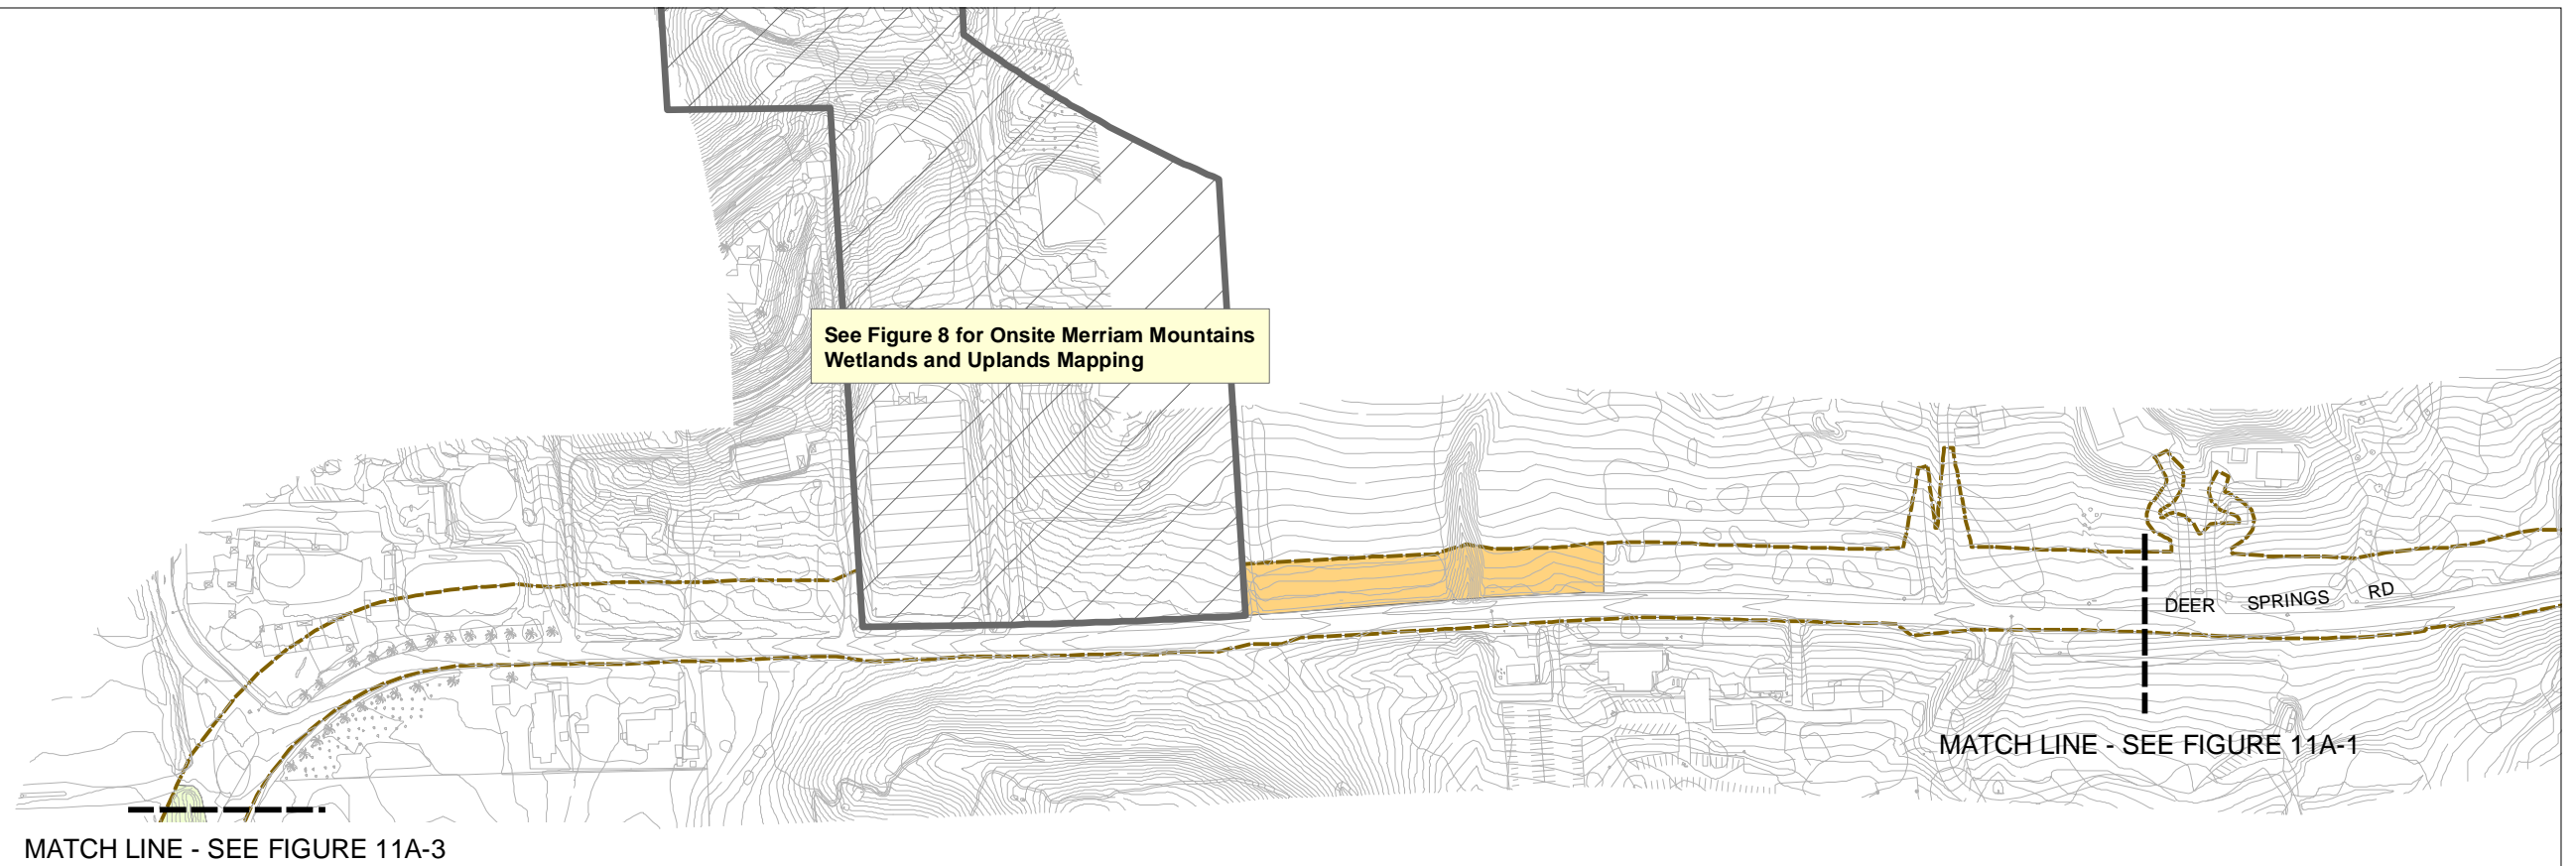 See Figure 8 for Onsite Merriam Mountains
Wetlands and Uplands Mapping
DEER SPRINGS RD
MATCH LINE - SEE FIGURE 11A-1
MATCH LINE - SEE FIGURE 11A-3